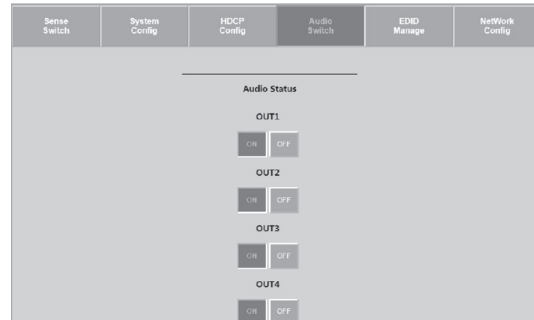 Sense System HDCP Audio EDID NetWork
Switch Config Config Switch Manage Config
Audio Status
OUT1
ON OFF
OUT2
ON OFF
OUT3
ON OFF
OUT4
ON OFF